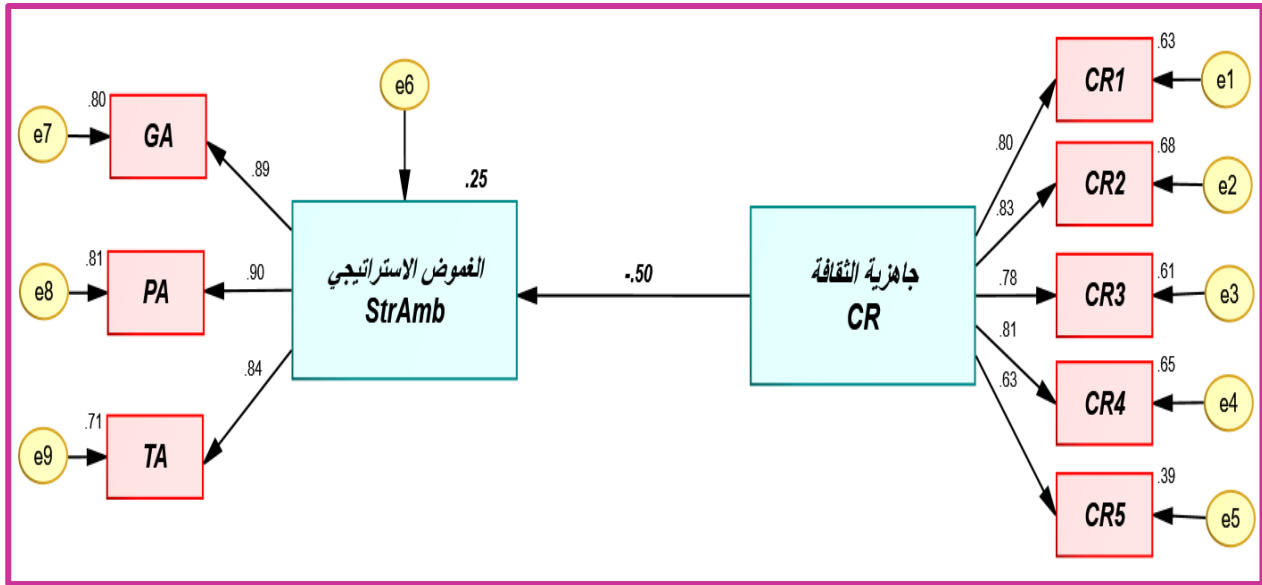 e6
.63
CR1
e1
.80
e7
GA
.80
.89
.68
CR2
e2
.83
.25
الغموض الاستراتيجي
StrAmb
-.50
جاهزية الثقافة
CR
.81
e8
PA
.90
.78
.61
CR3
e3
.81
.65
CR4
e4
.84
.63
.71
e9
TA
.39
CR5
e5